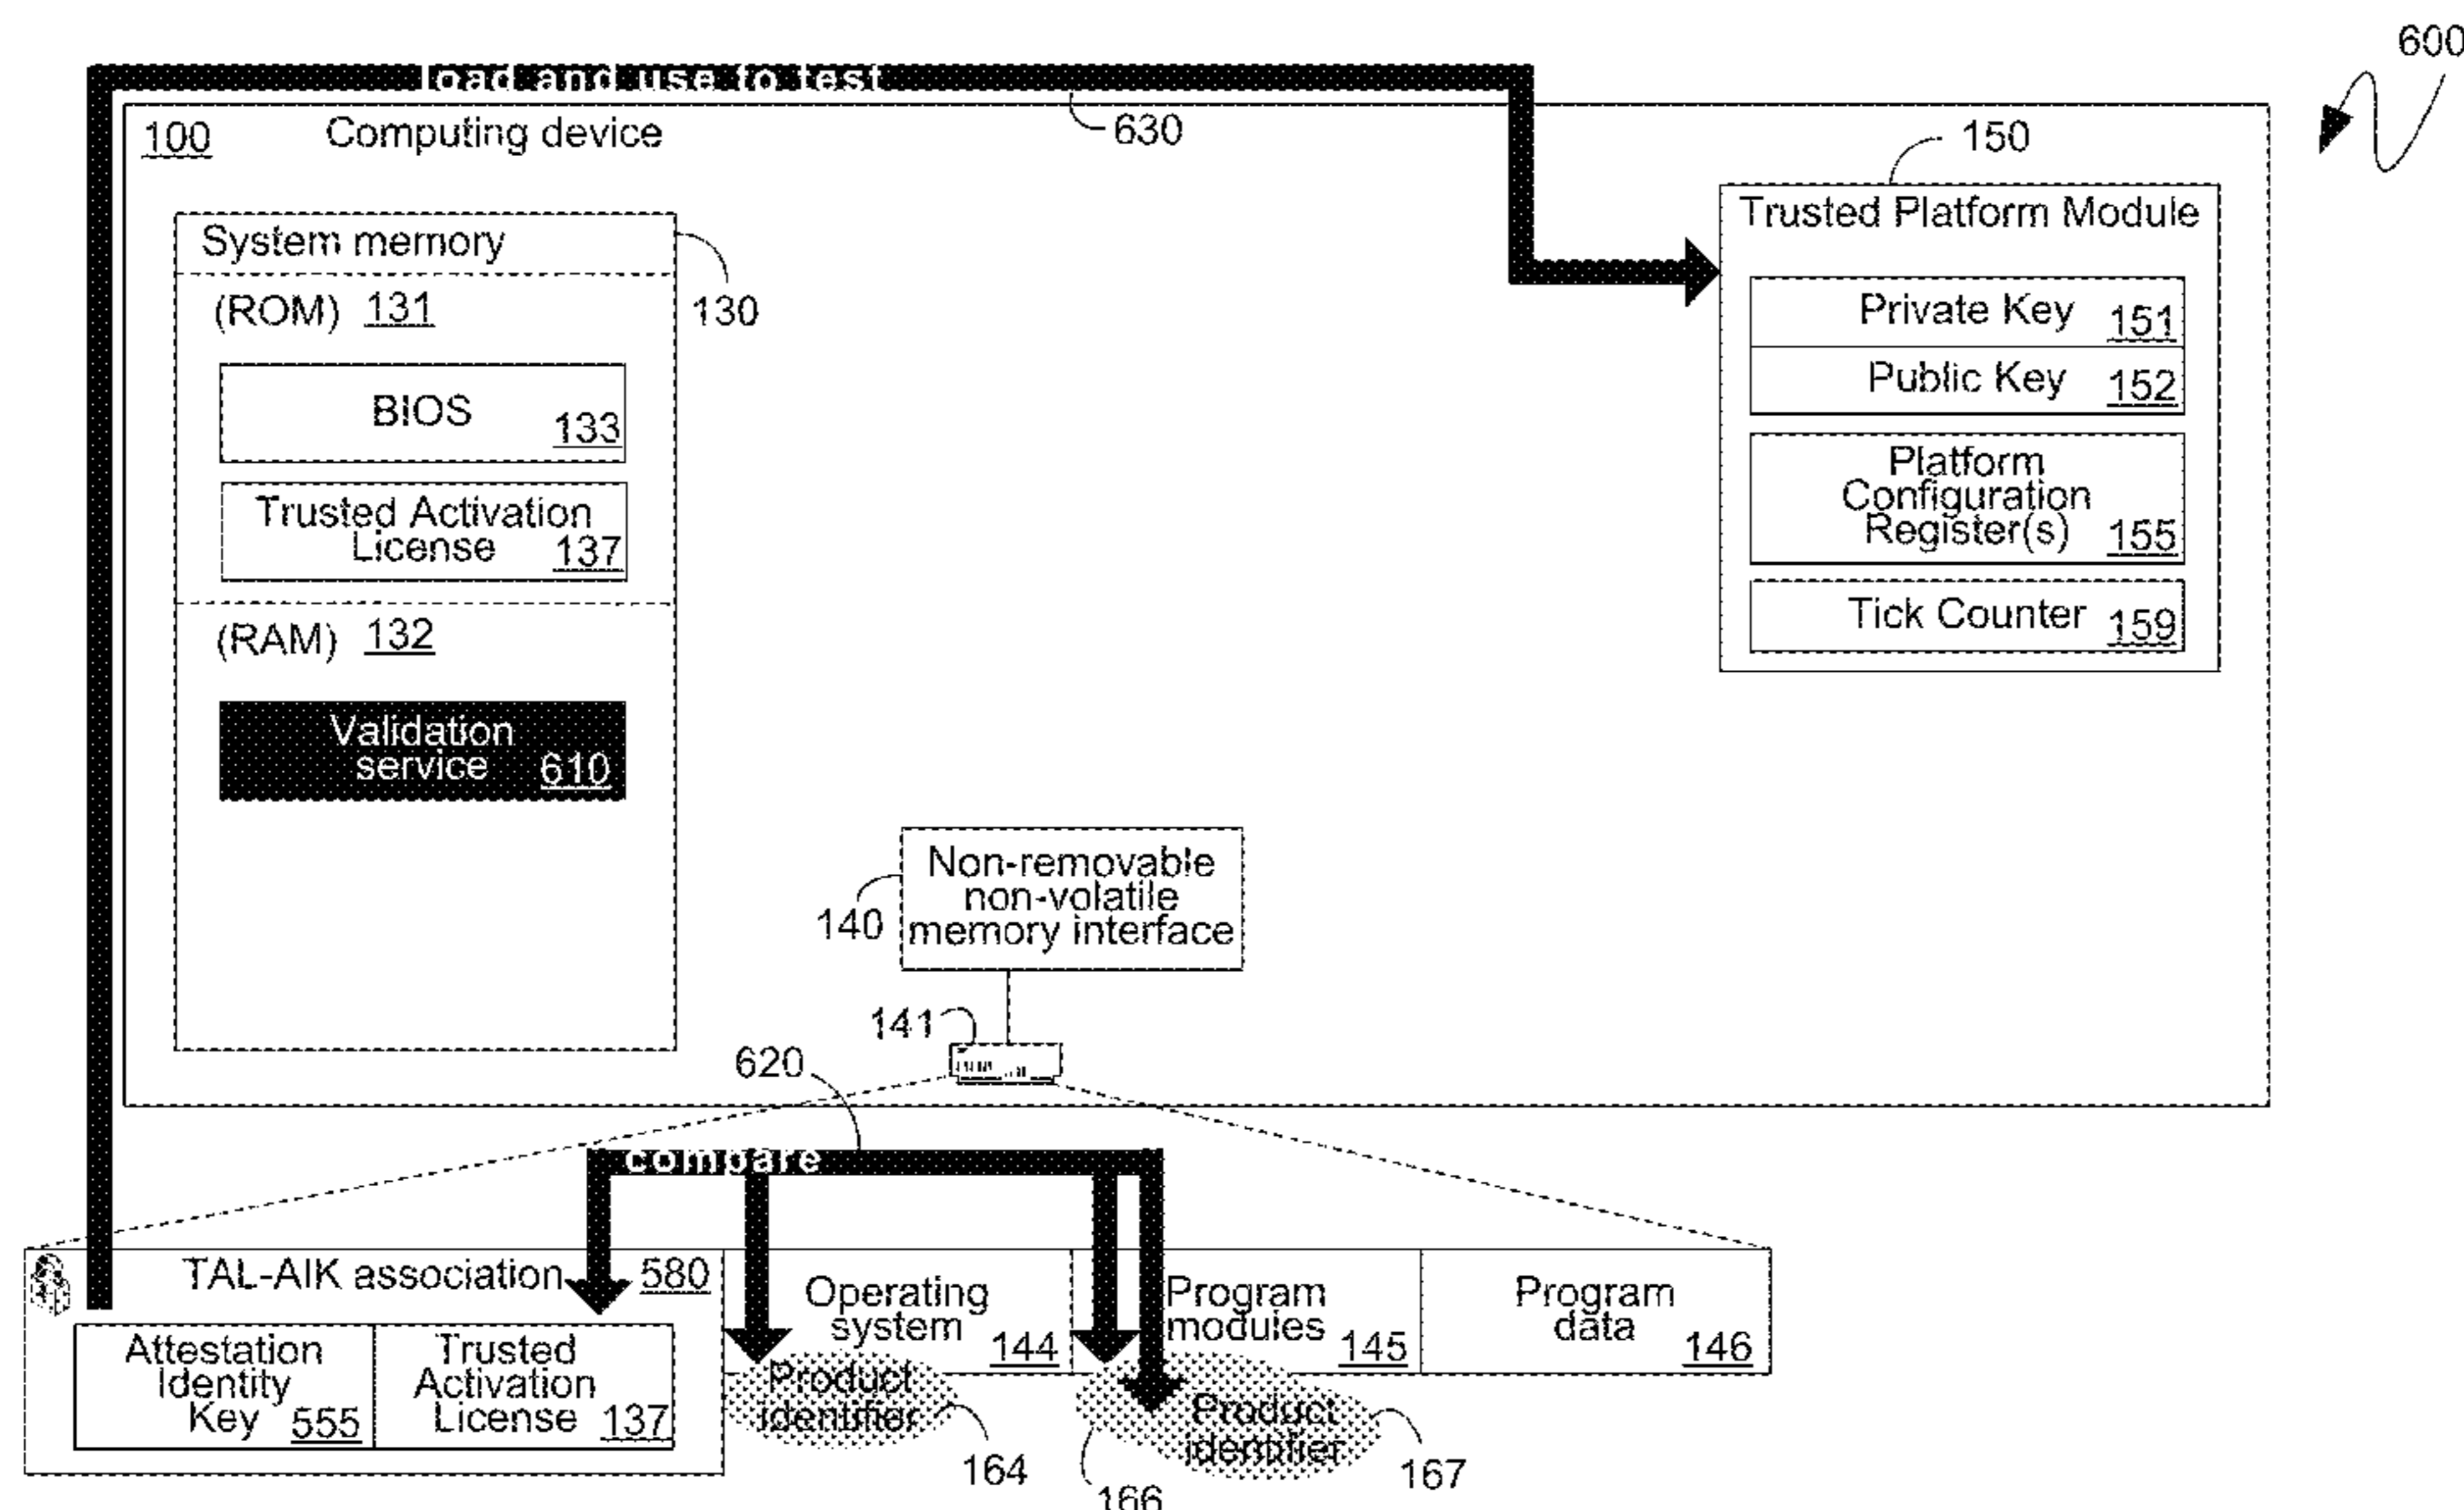 600
load and use to test
630
100 Computing device
150
Trusted Platform Module
System memory
130
(ROM) 131
Private Key 151
Public Key 152
BIOS 133
Platform
Configuration
Register(s) 155
Trusted Activation
License 137
Tick Counter 159
(RAM) 132
Validation
service 610
Non-removable
non-volatile
memory interface
140
141
620
compare
TAL-AIK association 580
Operating
system 144
Program
modules 145
Program
data 146
Attestation
Identity
Key 555
Trusted
Activation
License 137
Product
identifier
164
Product
identifier
166
167